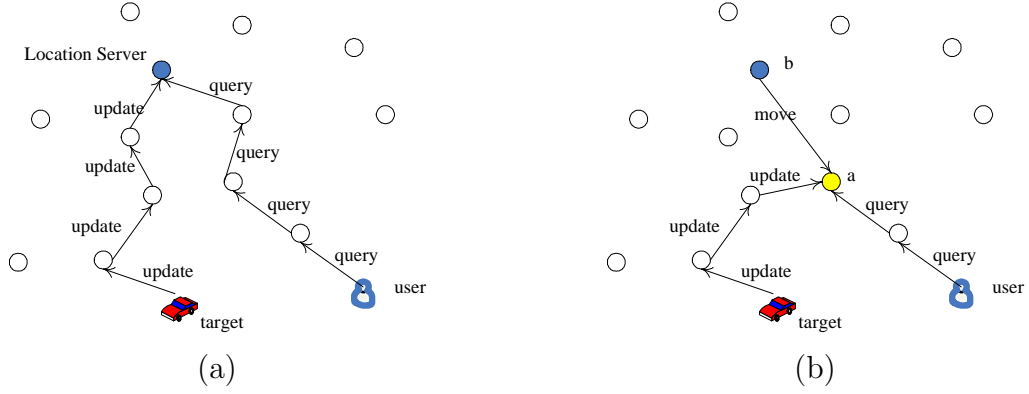 Location Server
query
update
query
update
query
update
query
update
user
target
(a)
b
move
update
a
query
update
query
update
user
target
(b)